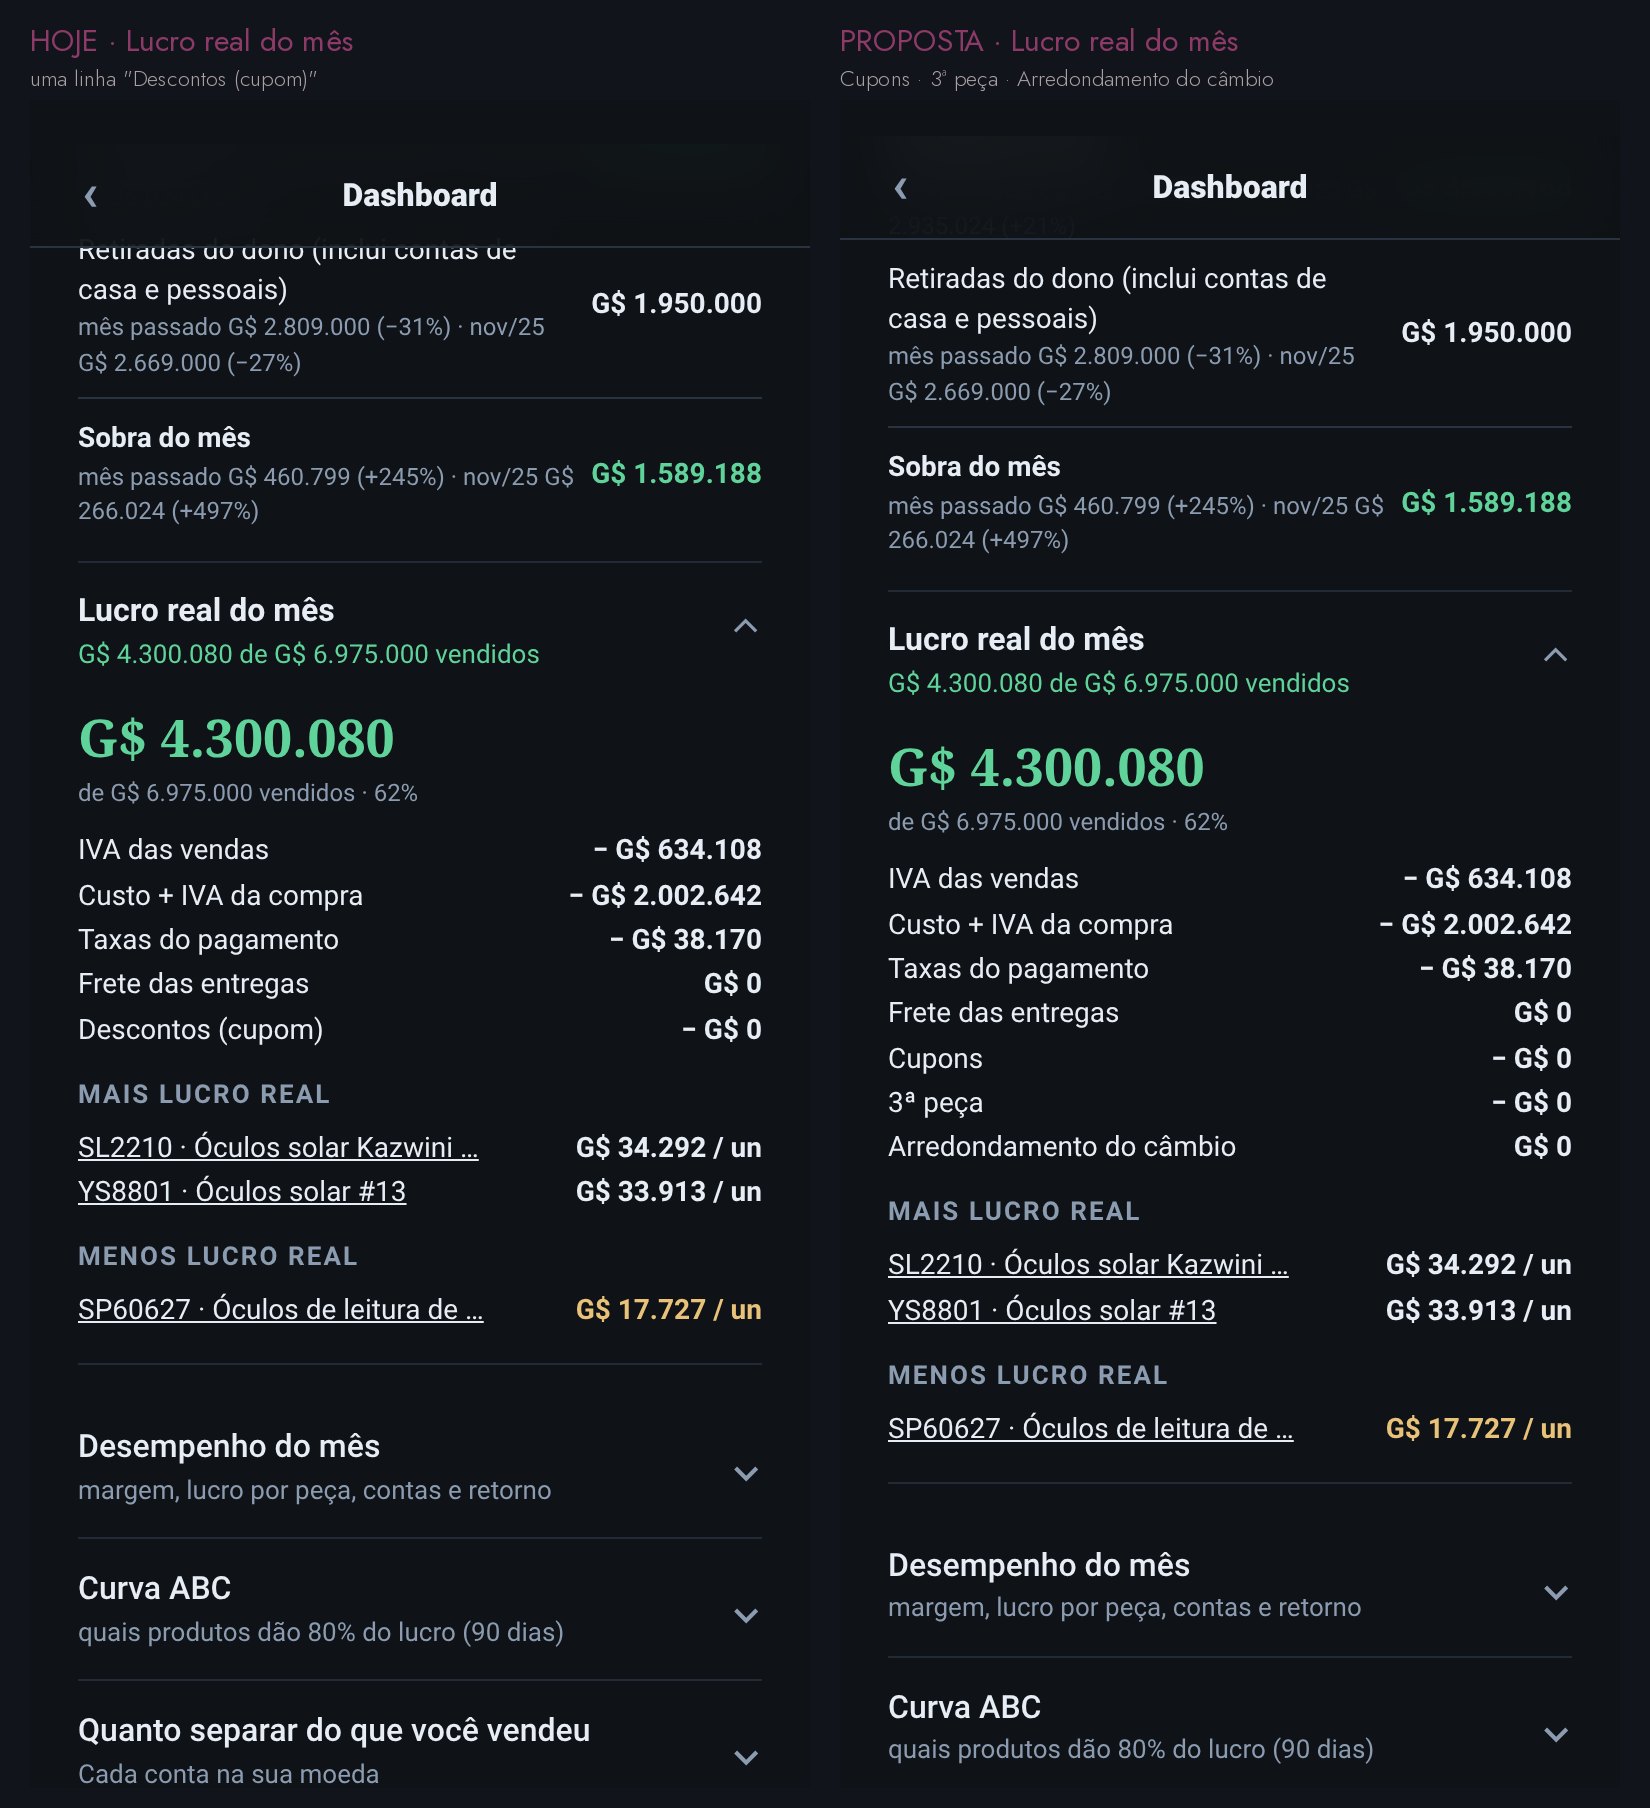 HOJE · Lucro real do mês
uma linha "Descontos (cupom)"
‹ Dashboard
Retiradas do dono (inclui contas de
casa e pessoais)
G$ 1.950.000
mês passado G$ 2.809.000 (−31%) · nov/25
G$ 2.669.000 (−27%)
Sobra do mês
mês passado G$ 460.799 (+245%) · nov/25 G$
266.024 (+497%)
G$ 1.589.188
Lucro real do mês
G$ 4.300.080 de G$ 6.975.000 vendidos
G$ 4.300.080
de G$ 6.975.000 vendidos · 62%
IVA das vendas − G$ 634.108
Custo + IVA da compra − G$ 2.002.642
Taxas do pagamento − G$ 38.170
Frete das entregas G$ 0
Descontos (cupom) − G$ 0
MAIS LUCRO REAL
SL2210 · Óculos solar Kazwini ... G$ 34.292 / un
YS8801 · Óculos solar #13 G$ 33.913 / un
MENOS LUCRO REAL
SP60627 · Óculos de leitura de ... G$ 17.727 / un
Desempenho do mês
margem, lucro por peça, contas e retorno
Curva ABC
quais produtos dão 80% do lucro (90 dias)
Quanto separar do que você vendeu
Cada conta na sua moeda
PROPOSTA · Lucro real do mês
Cupons · 3ª peça · Arredondamento do câmbio
‹ Dashboard
2.935.024 (+21%)
Retiradas do dono (inclui contas de
casa e pessoais)
G$ 1.950.000
mês passado G$ 2.809.000 (−31%) · nov/25
G$ 2.669.000 (−27%)
Sobra do mês
mês passado G$ 460.799 (+245%) · nov/25 G$
266.024 (+497%)
G$ 1.589.188
Lucro real do mês
G$ 4.300.080 de G$ 6.975.000 vendidos
G$ 4.300.080
de G$ 6.975.000 vendidos · 62%
IVA das vendas − G$ 634.108
Custo + IVA da compra − G$ 2.002.642
Taxas do pagamento − G$ 38.170
Frete das entregas G$ 0
Cupons − G$ 0
3ª peça − G$ 0
Arredondamento do câmbio G$ 0
MAIS LUCRO REAL
SL2210 · Óculos solar Kazwini ... G$ 34.292 / un
YS8801 · Óculos solar #13 G$ 33.913 / un
MENOS LUCRO REAL
SP60627 · Óculos de leitura de ... G$ 17.727 / un
Desempenho do mês
margem, lucro por peça, contas e retorno
Curva ABC
quais produtos dão 80% do lucro (90 dias)